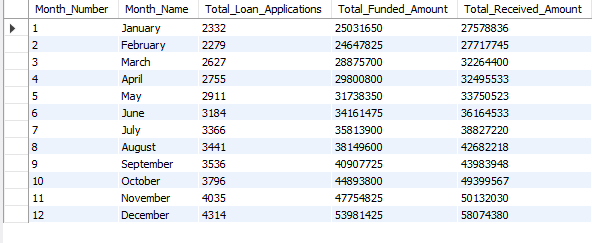 Month_Number Month_Name Total_Loan_Applications Total_Funded_Amount Total_Received_Amount
1 January 2332 25031650 27578836
2 February 2279 24647825 27717745
3 March 2627 28875700 32264400
4 April 2755 29800800 32495533
5 May 2911 31738350 33750523
6 June 3184 34161475 36164533
7 July 3366 35813900 38827220
8 August 3441 38149600 42682218
9 September 3536 40907725 43983948
10 October 3796 44893800 49399567
11 November 4035 47754825 50132030
12 December 4314 53981425 58074380